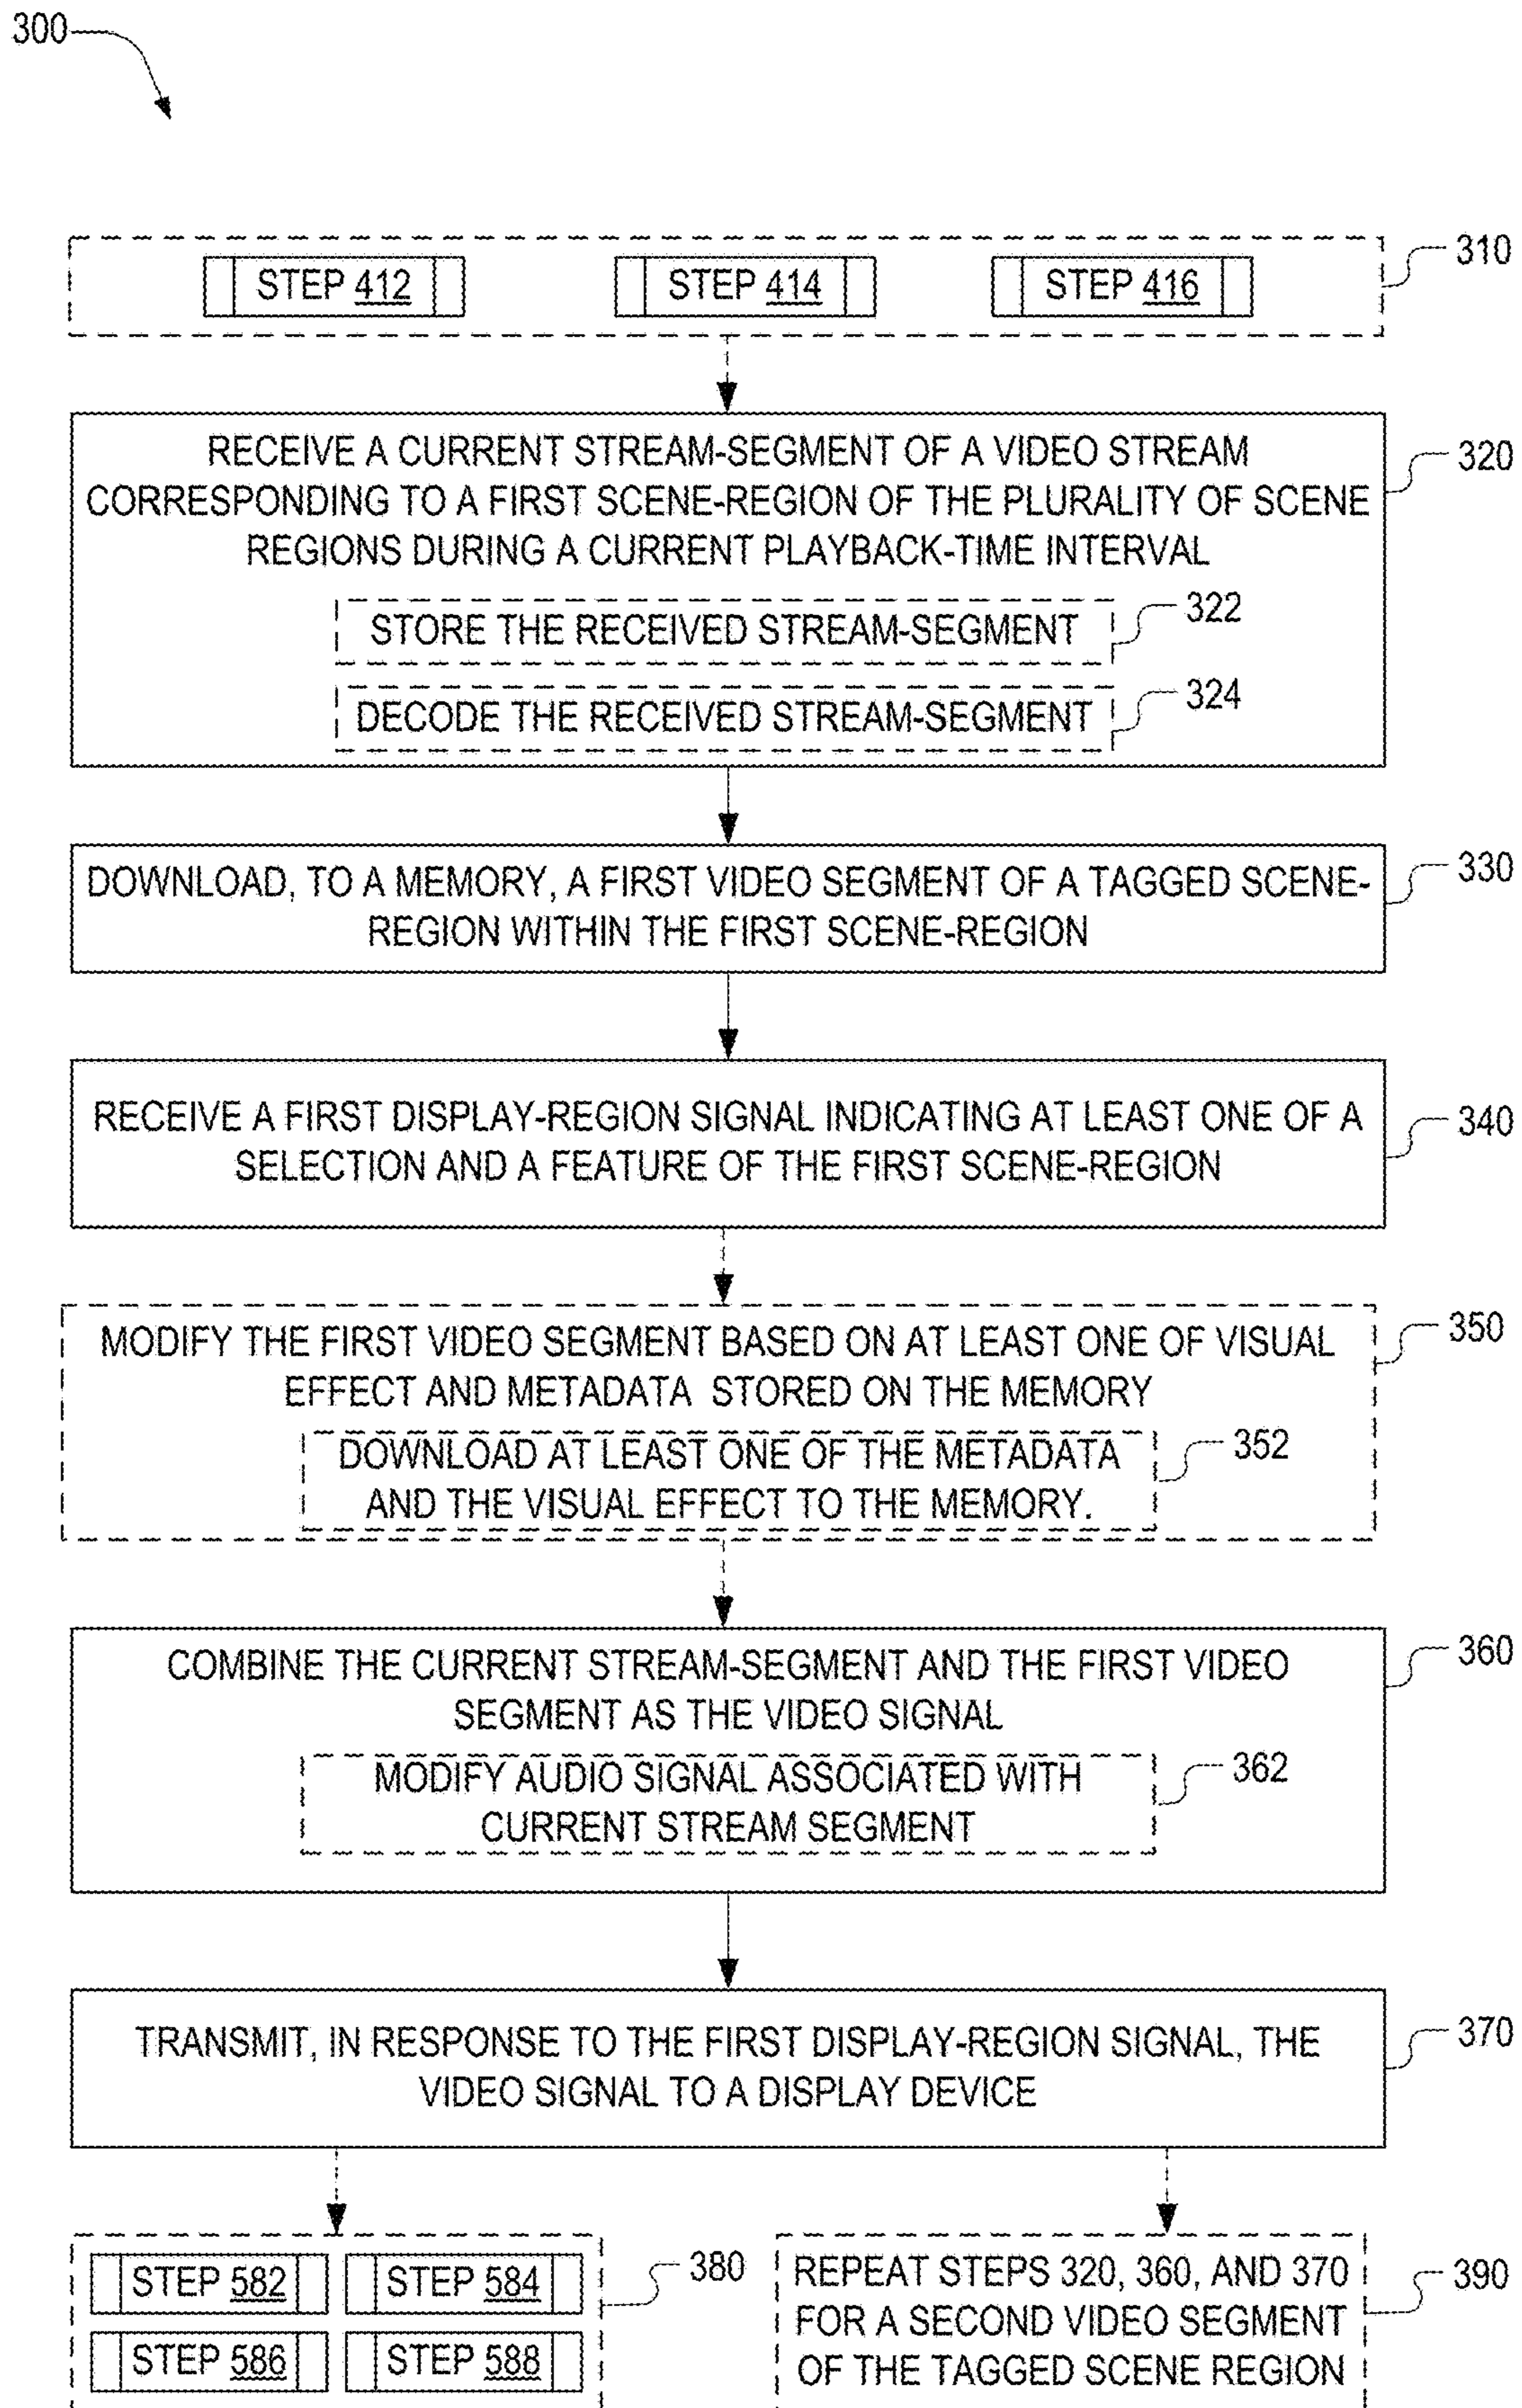 300
STEP 412
STEP 414
STEP 416
310
RECEIVE A CURRENT STREAM-SEGMENT OF A VIDEO STREAM
CORRESPONDING TO A FIRST SCENE-REGION OF THE PLURALITY OF SCENE
REGIONS DURING A CURRENT PLAYBACK-TIME INTERVAL
320
STORE THE RECEIVED STREAM-SEGMENT
322
DECODE THE RECEIVED STREAM-SEGMENT
324
DOWNLOAD, TO A MEMORY, A FIRST VIDEO SEGMENT OF A TAGGED SCENE-
REGION WITHIN THE FIRST SCENE-REGION
330
RECEIVE A FIRST DISPLAY-REGION SIGNAL INDICATING AT LEAST ONE OF A
SELECTION AND A FEATURE OF THE FIRST SCENE-REGION
340
MODIFY THE FIRST VIDEO SEGMENT BASED ON AT LEAST ONE OF VISUAL
EFFECT AND METADATA STORED ON THE MEMORY
350
DOWNLOAD AT LEAST ONE OF THE METADATA
AND THE VISUAL EFFECT TO THE MEMORY.
352
COMBINE THE CURRENT STREAM-SEGMENT AND THE FIRST VIDEO
SEGMENT AS THE VIDEO SIGNAL
360
MODIFY AUDIO SIGNAL ASSOCIATED WITH
CURRENT STREAM SEGMENT
362
TRANSMIT, IN RESPONSE TO THE FIRST DISPLAY-REGION SIGNAL, THE
VIDEO SIGNAL TO A DISPLAY DEVICE
370
STEP 582
STEP 584
STEP 586
STEP 588
380
REPEAT STEPS 320, 360, AND 370
FOR A SECOND VIDEO SEGMENT
OF THE TAGGED SCENE REGION
390